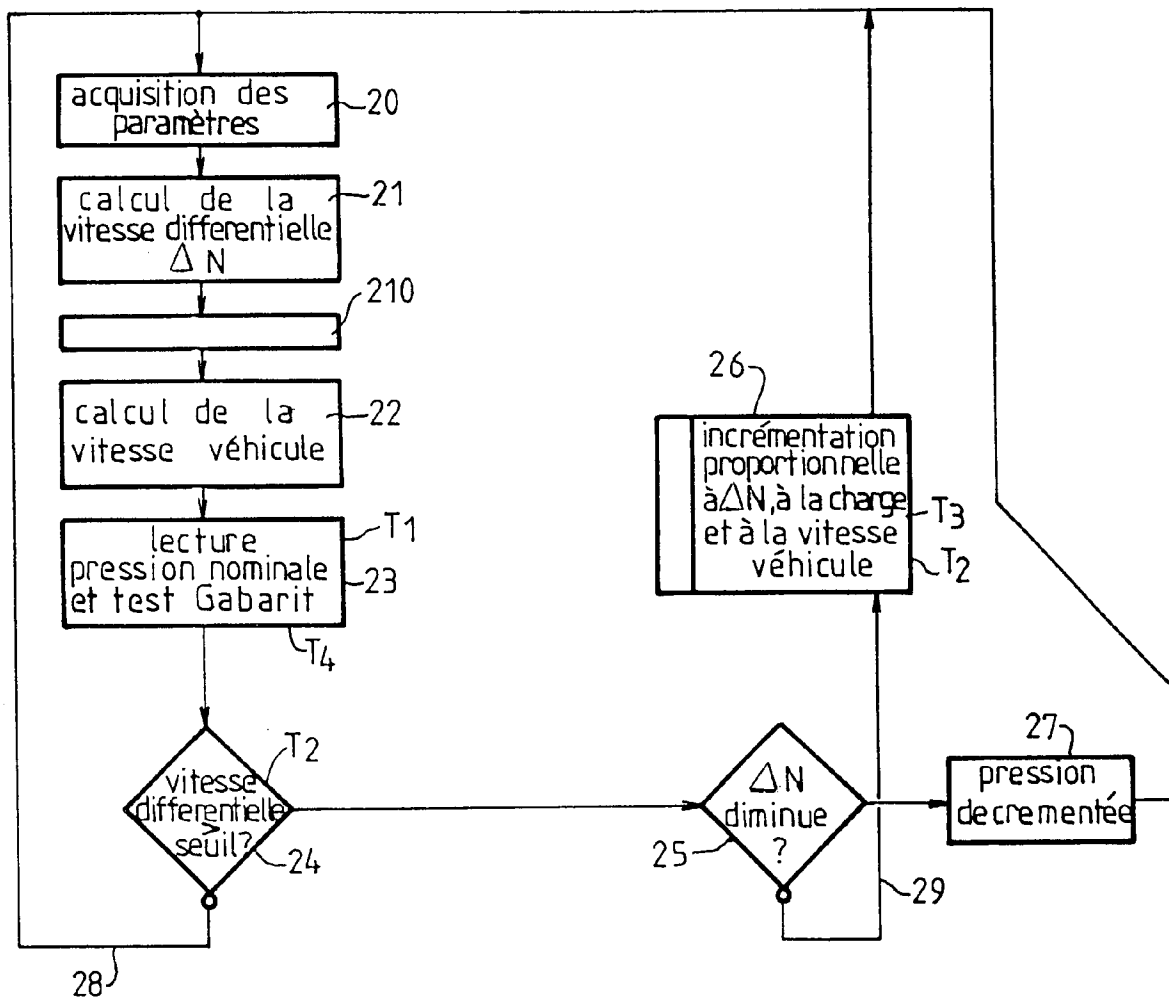 acquisition des
paramètres
20
calcul de la
vitesse differentielle
Δ N
21
210
calcul de la
vitesse véhicule
22
T1
lecture
pression nominale
et test Gabarit
23
T4
T2
vitesse
differentielle
>
seuil?
24
28
26
incrémentation
proportionnelle
à ΔN, à la charge
et à la vitesse
véhicule
T3
T2
ΔN
diminue
?
25
29
27
pression
decrementée